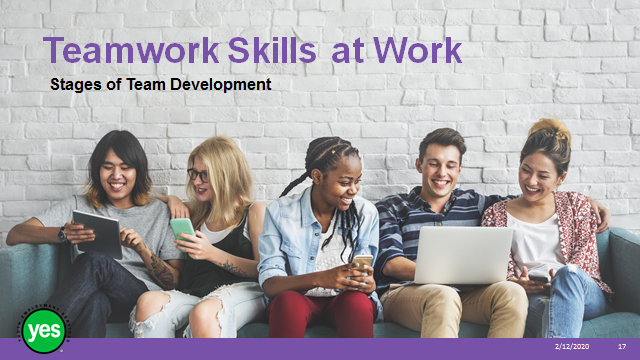 Teamwork Skills at Work
Stages of Team Development
yes
2/12/2020
17